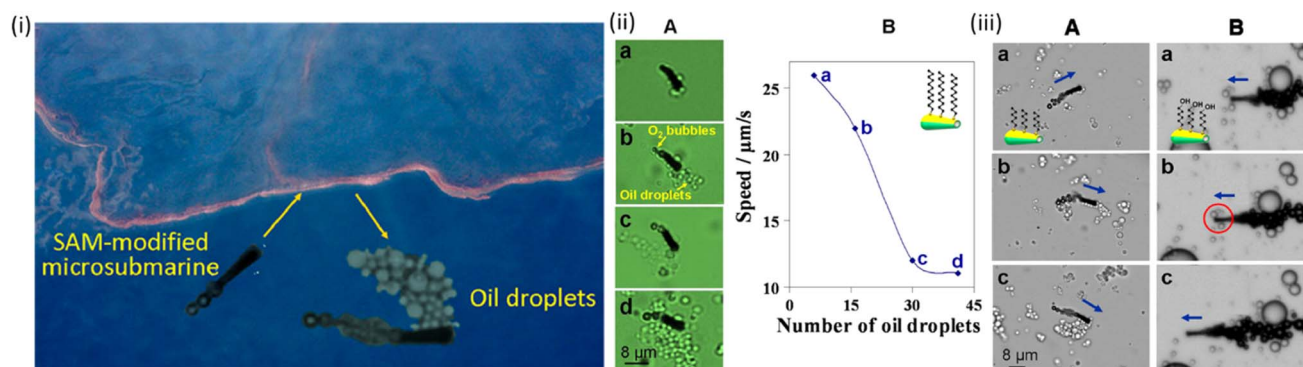 (i)
SAM-modified
microsubmarine
Oil droplets
(ii)
A
a
b
O2 bubbles
Oil droplets
c
d
8 µm
B
Speed / µm/s
25
20
15
10
0
15
30
45
Number of oil droplets
a
b
c
d
(iii)
A
a
b
c
8 µm
B
a
OH
OH
OH
b
c